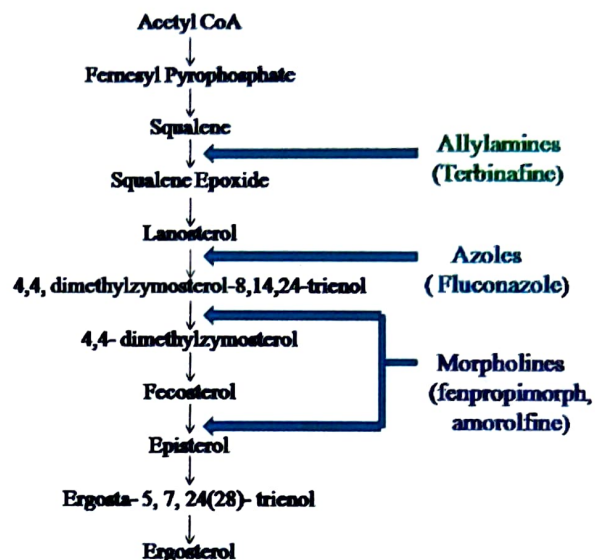 Acetyl CoA
Fernesyl Pyrophosphate
Squalene
Allylamines
(Terbinafine)
Squalene Epoxide
Lanosterol
Azoles
( Fluconazole)
4,4, dimethylzymosterol-8,14,24-trienol
4,4- dimethylzymosterol
Morpholines
(fenpropimorph,
amorolfine)
Fecosterol
Episterol
Ergosta- 5, 7, 24(28)- trienol
Ergosterol